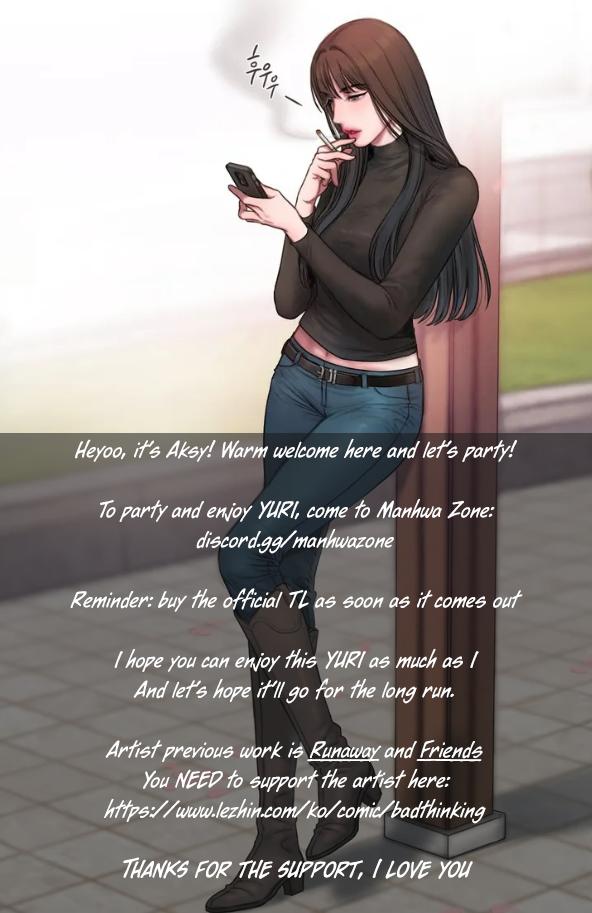 후우우
Heyoo, it's Aksy! Warm welcome here and let's party!
To party and enjoy YURI, come to Manhwa Zone:
discord.gg/manhwazone
Reminder: buy the official TL as soon as it comes out
I hope you can enjoy this YURI as much as I
And let's hope it'll go for the long run.
Artist previous work is Runaway and Friends
You NEED to support the artist here:
https://www.lezhin.com/ko/comic/badthinking
THANKS FOR THE SUPPORT, I LOVE YOU